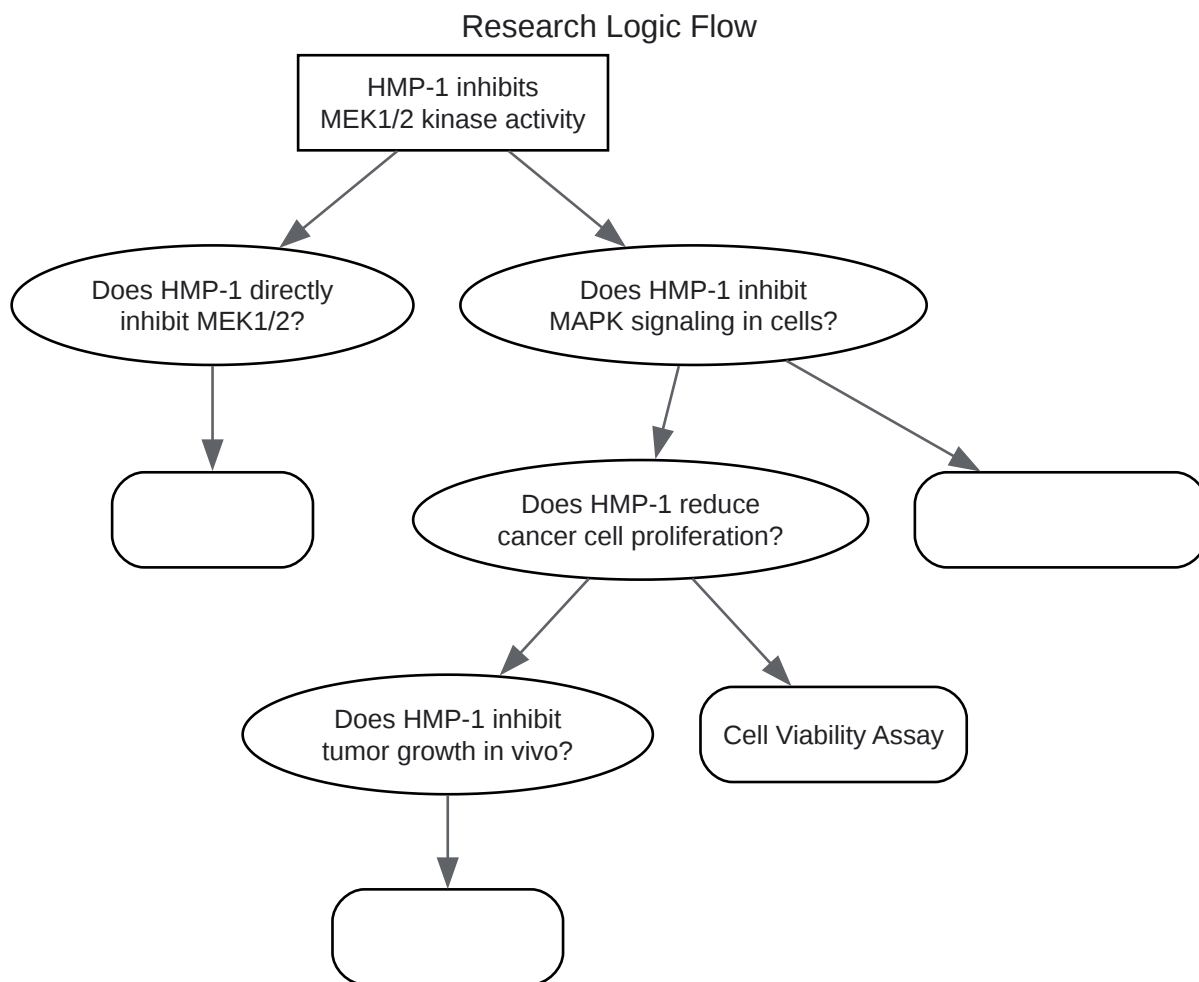 Research Logic Flow
HMP-1 inhibits
MEK1/2 kinase activity
Does HMP-1 directly
inhibit MEK1/2?
Does HMP-1 inhibit
MAPK signaling in cells?
Does HMP-1 reduce
cancer cell proliferation?
Does HMP-1 inhibit
tumor growth in vivo?
Cell Viability Assay